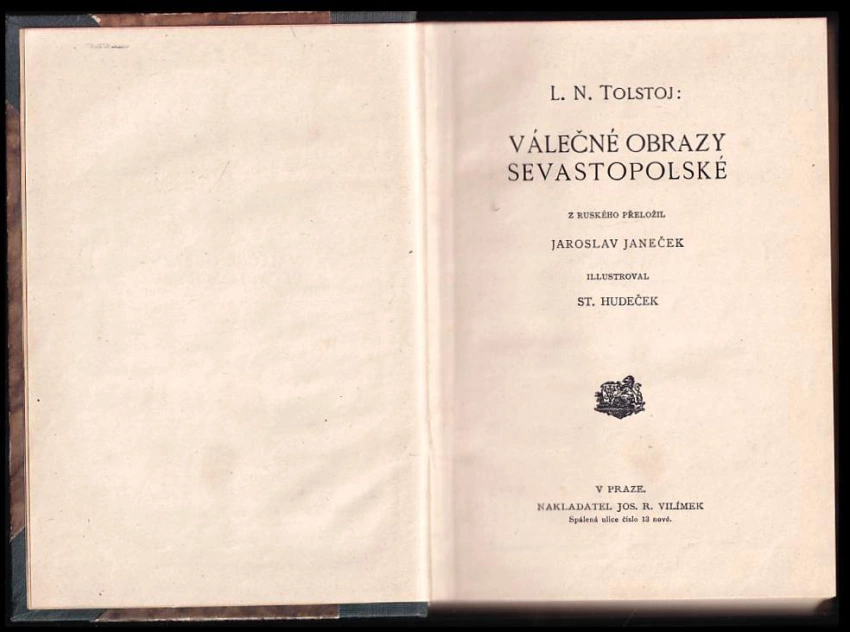 L. N. TOLSTOJ:
VÁLEČNÉ OBRAZY
SEVASTOPOLSKÉ
Z RUSKÉHO PŘELOŽIL
JAROSLAV JANEČEK
ILLUSTROVAL
ST. HUDEČEK
V PRAZE.
NAKLADATEL JOS. R. VILÍMEK
Spálená ulice číslo 13 nové.